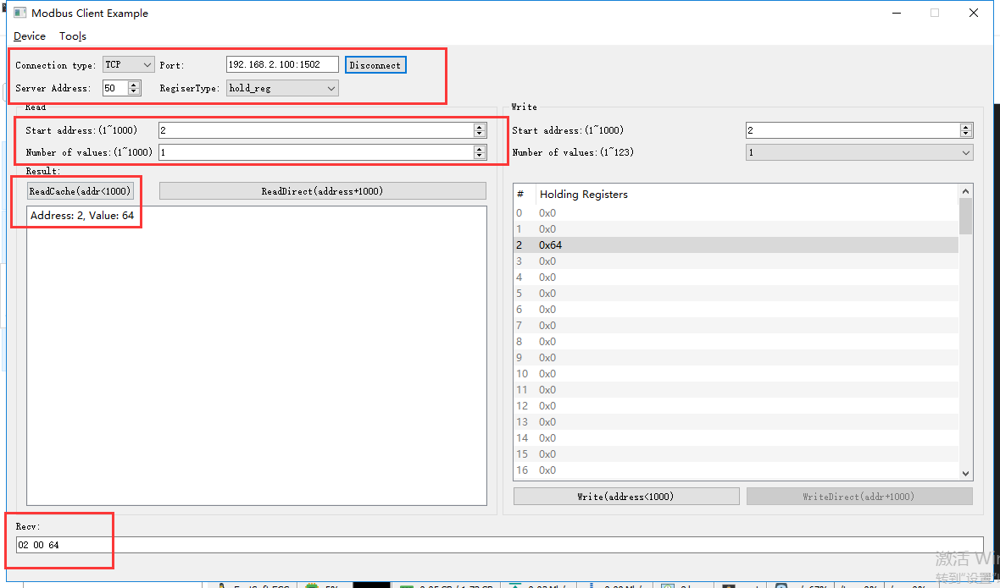 Modbus Client Example
Device Tools
Connection type: TCP Port: 192.168.2.100:1502 Disconnect
Server Address: 50 RegiserType: hold_reg
Read
Write
Start address:(1~1000) 2
Start address:(1~1000) 2
Number of values:(1~1000) 1
Number of values:(1~123) 1
Result:
ReadCache(addr<1000) ReadDirect(address+1000)
Address: 2, Value: 64
# Holding Registers
0 0x0
1 0x0
2 0x64
3 0x0
4 0x0
5 0x0
6 0x0
7 0x0
8 0x0
9 0x0
10 0x0
11 0x0
12 0x0
13 0x0
14 0x0
15 0x0
16 0x0
Write(address<1000) WriteDirect(addr+1000)
Recv:
02 00 64
激活 Win
转到"设置"